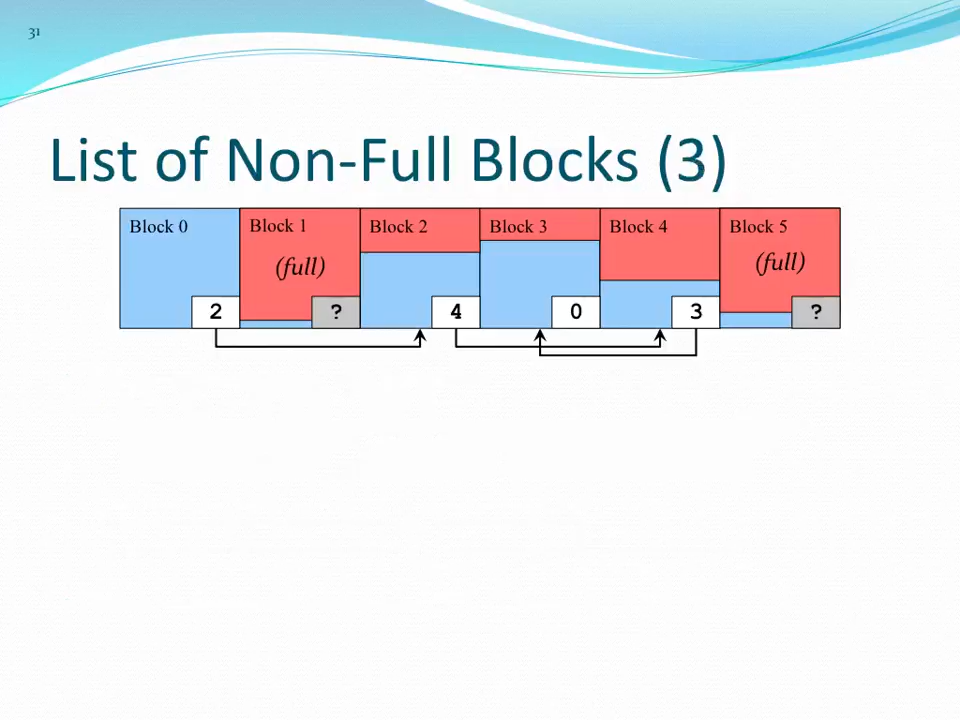 31
List of Non-Full Blocks (3)
Block 0 Block 1 Block 2 Block 3 Block 4 Block 5
(full) (full)
2 ? 4 0 3 ?